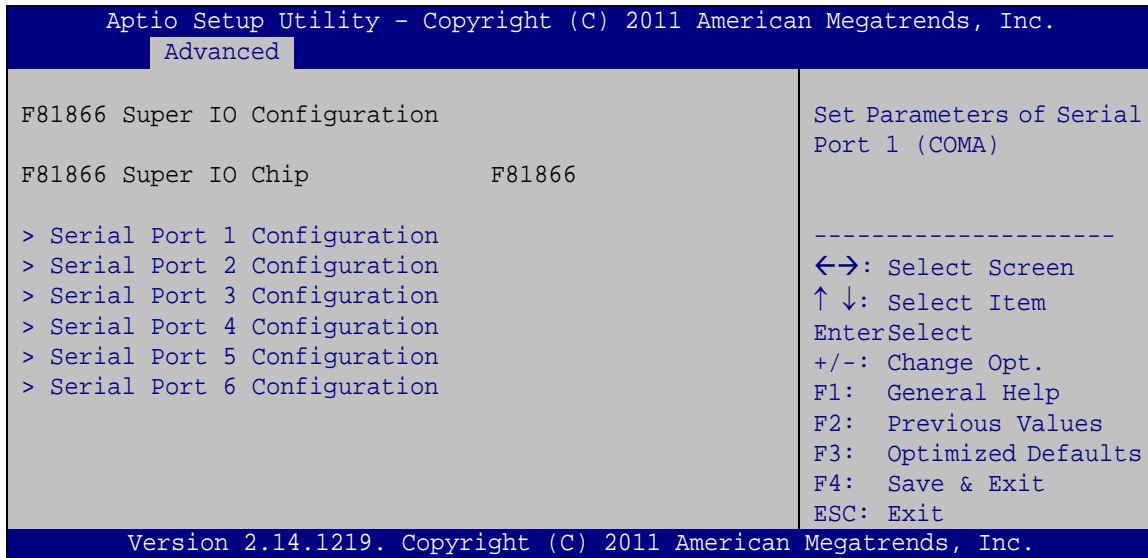 Aptio Setup Utility – Copyright (C) 2011 American Megatrends, Inc.
Advanced
F81866 Super IO Configuration
F81866 Super IO Chip F81866
> Serial Port 1 Configuration
> Serial Port 2 Configuration
> Serial Port 3 Configuration
> Serial Port 4 Configuration
> Serial Port 5 Configuration
> Serial Port 6 Configuration
Set Parameters of Serial
Port 1 (COMA)
---------------------
←→: Select Screen
↑ ↓: Select Item
EnterSelect
+/-: Change Opt.
F1: General Help
F2: Previous Values
F3: Optimized Defaults
F4: Save & Exit
ESC: Exit
Version 2.14.1219. Copyright (C) 2011 American Megatrends, Inc.